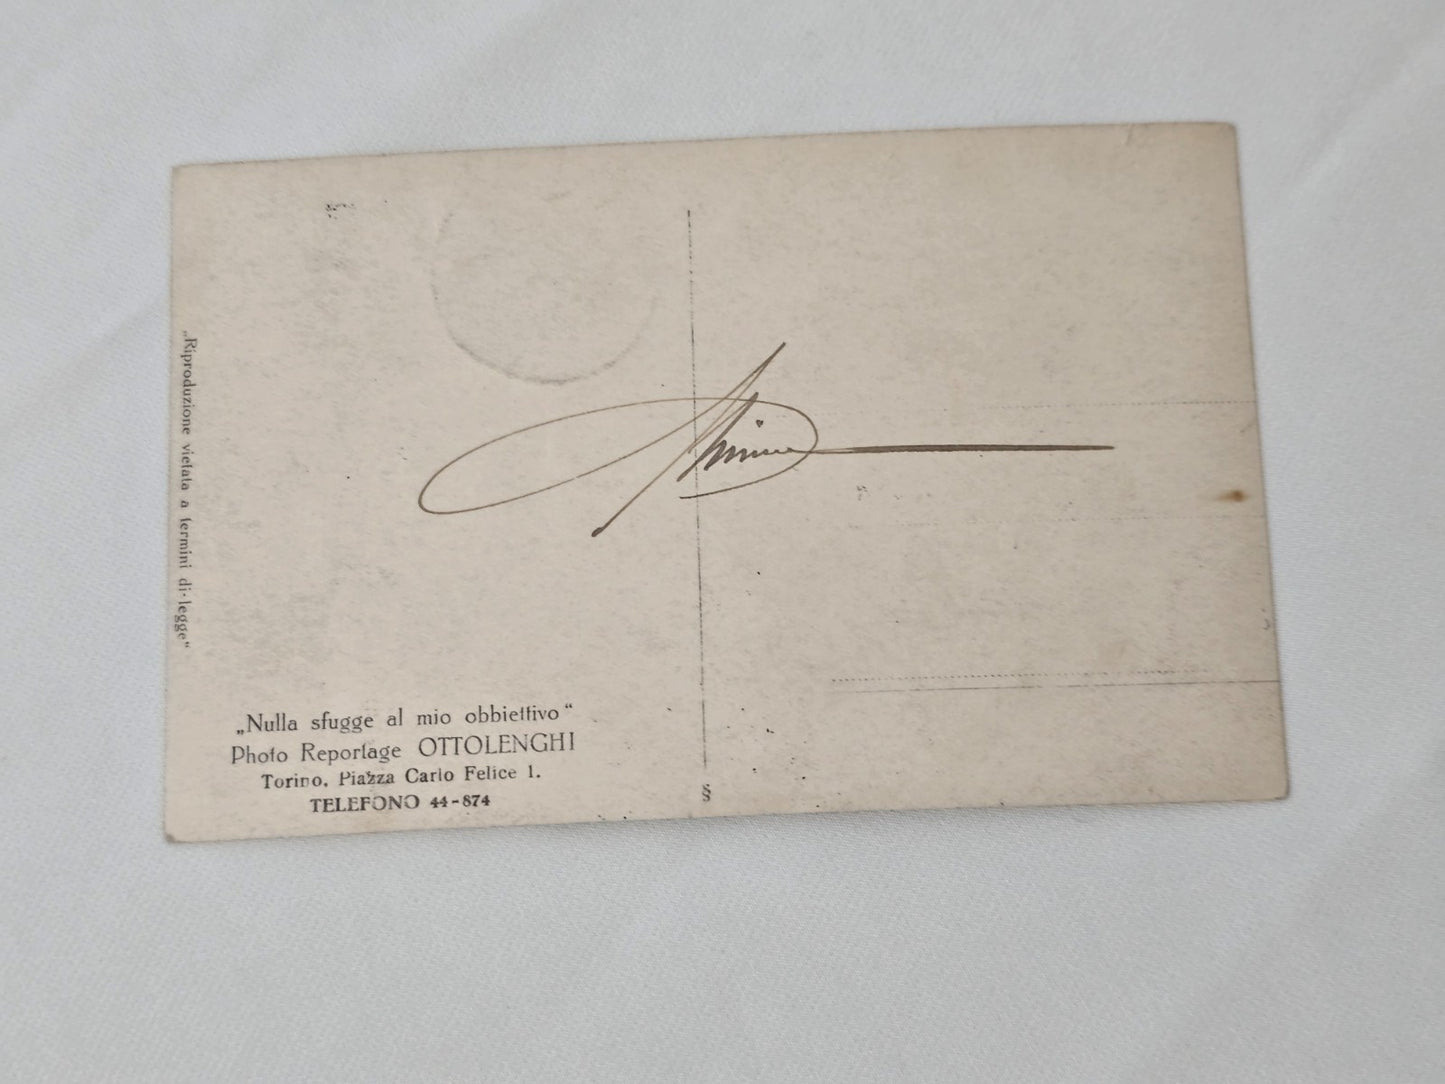 „Riproduzione vietata a termini di legge"
„Nulla sfugge al mio obbiettivo"
Photo Reportage OTTOLENGHI
Torino, Piazza Carlo Felice 1.
TELEFONO 44-874
§